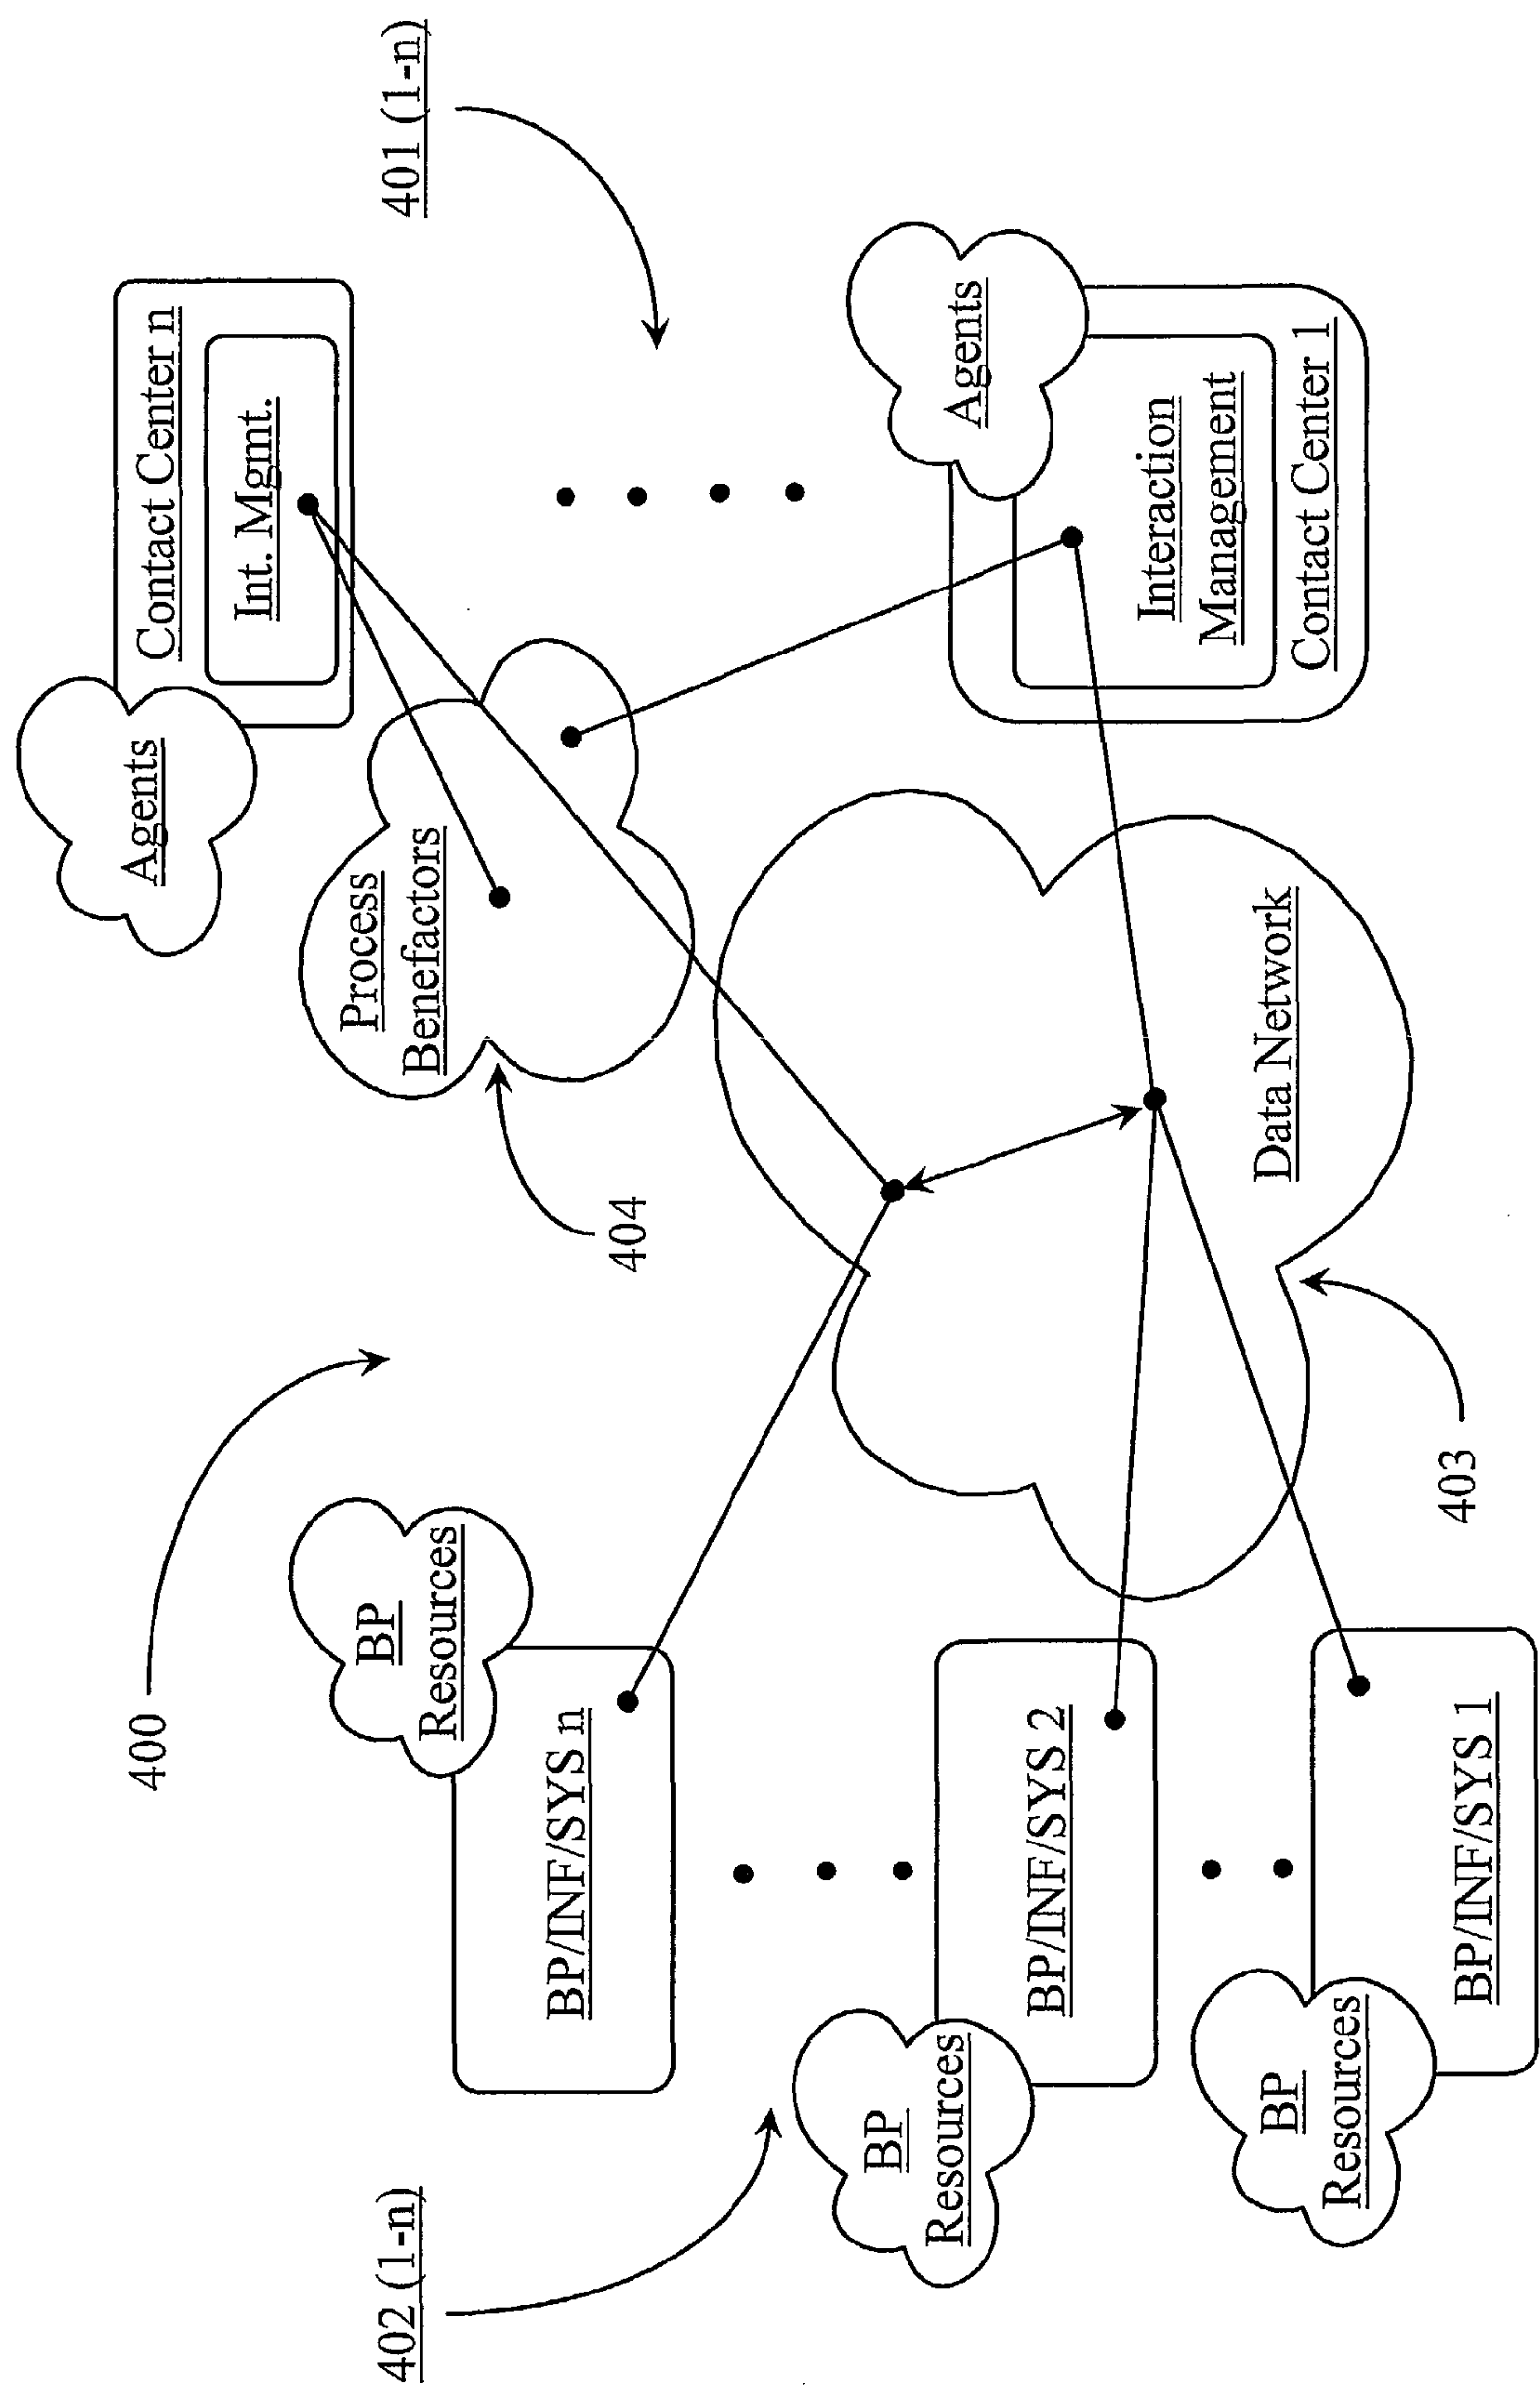 402 (1-n)
400
401 (1-n)
404
403
Agents
Contact Center n
Int. Mgmt.
Process
Benefactors
BP
Resources
BP/INF/SYS n
BP
Resources
BP/INF/SYS 2
BP
Resources
BP/INF/SYS 1
Data Network
Agents
Interaction
Management
Contact Center 1